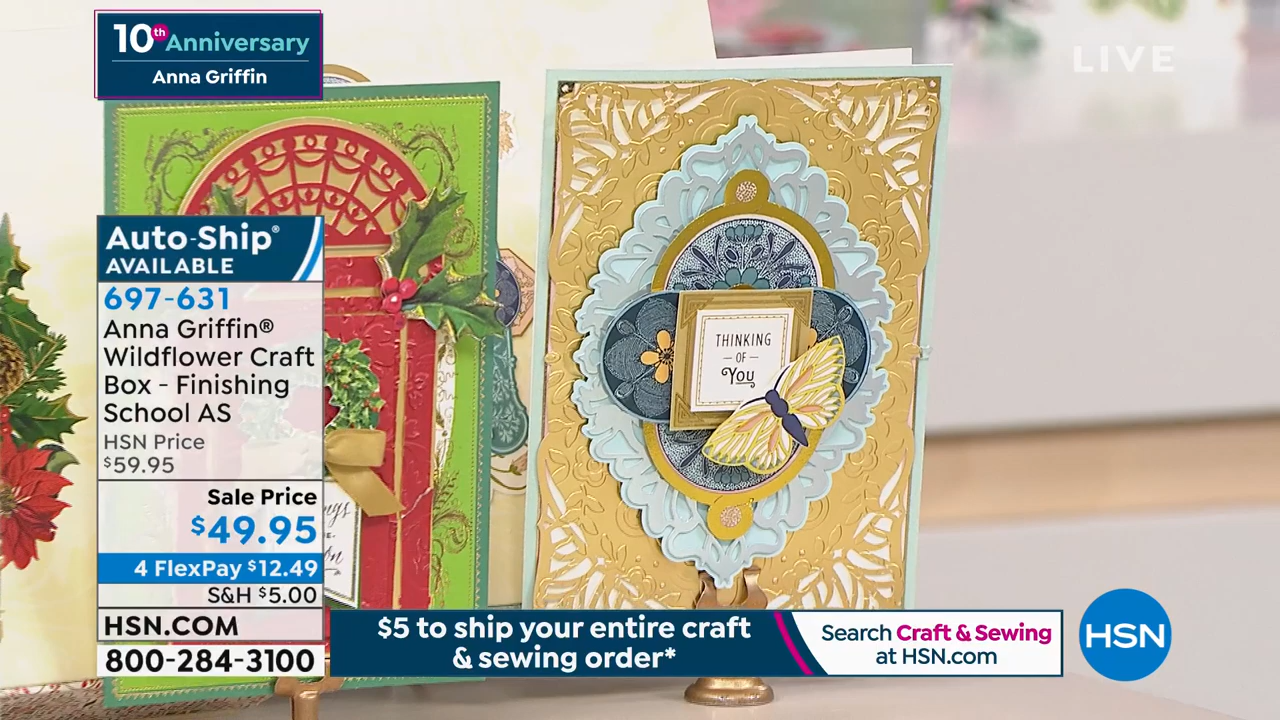 10th Anniversary
Anna Griffin
LIVE
Auto-Ship®
AVAILABLE
697-631
Anna Griffin®
Wildflower Craft
Box - Finishing
School AS
HSN Price
$59.95
Sale Price
$49.95
4 FlexPay $12.49
S&H $5.00
HSN.COM
800-284-3100
THINKING
- OF -
You
$5 to ship your entire craft
& sewing order*
Search Craft & Sewing
at HSN.com
HSN